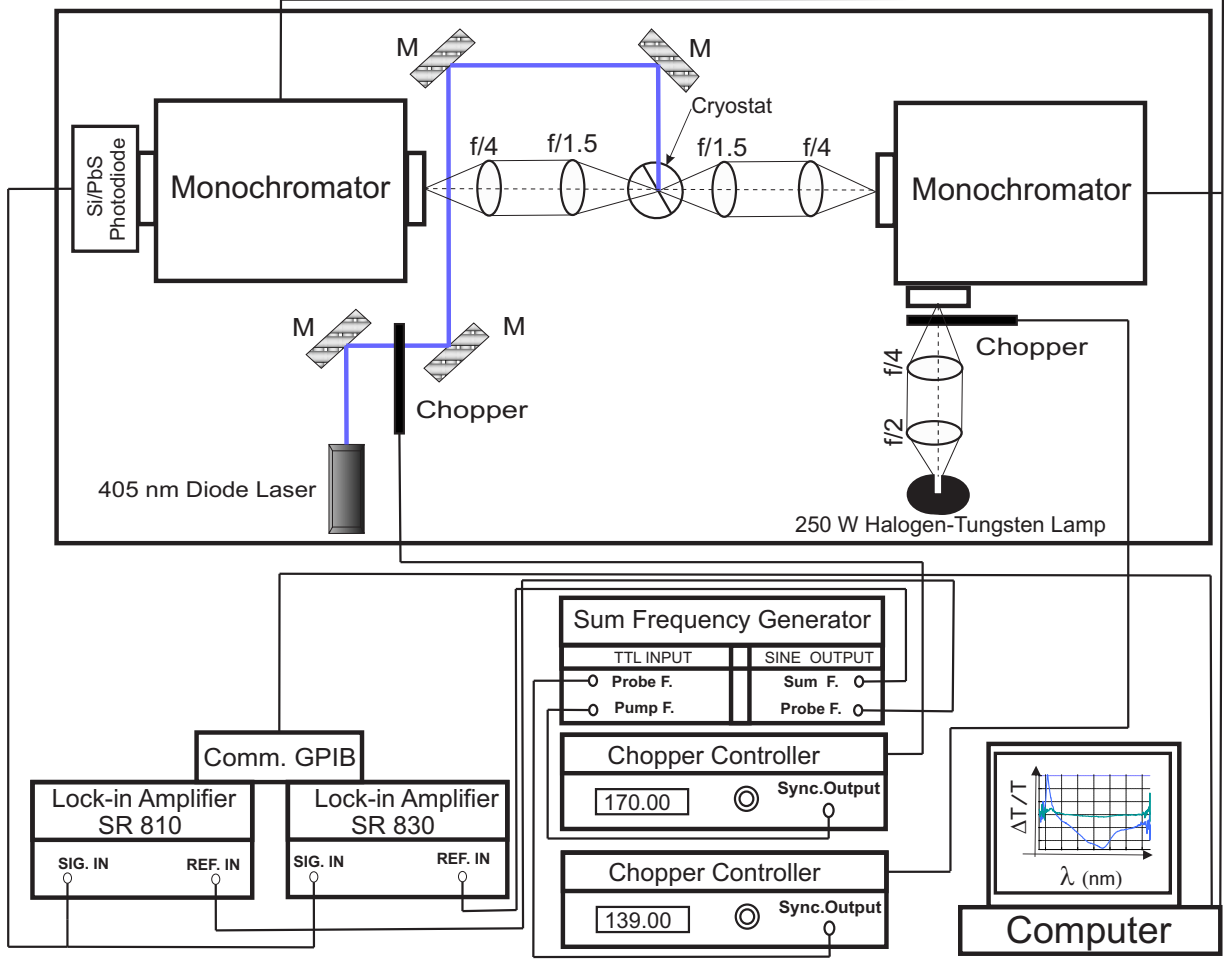 M
M
Cryostat
f/4
f/1.5
f/1.5
f/4
Si/PbS
Photodiode
Monochromator
Monochromator
M
M
Chopper
Chopper
f/4
f/2
405 nm Diode Laser
250 W Halogen-Tungsten Lamp
Sum Frequency Generator
TTL INPUT
SINE OUTPUT
Probe F.
Sum F.
Pump F.
Probe F.
Comm. GPIB
Chopper Controller
170.00
Sync.Output
Lock-in Amplifier
SR 810
Lock-in Amplifier
SR 830
SIG. IN
REF. IN
SIG. IN
REF. IN
Chopper Controller
139.00
Sync.Output
ΔT/T
λ (nm)
Computer